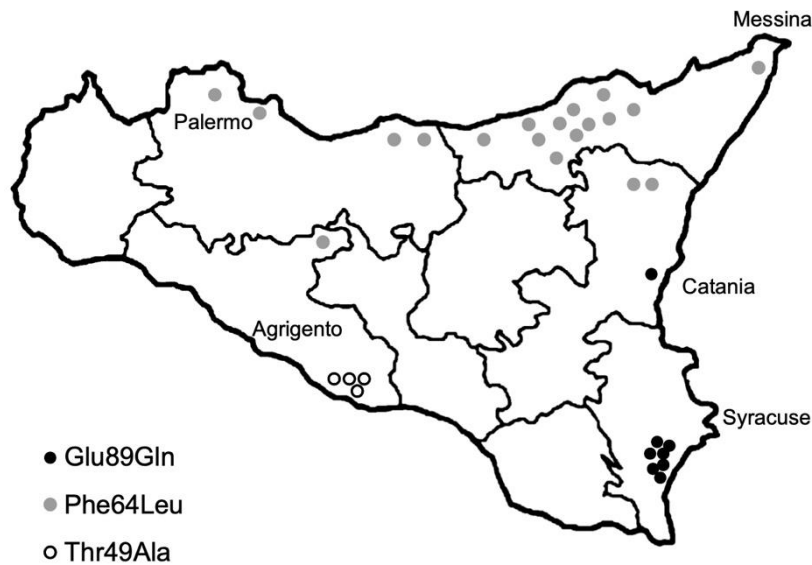 Messina
Palermo
Catania
Agrigento
Syracuse
Glu89Gln
Phe64Leu
Thr49Ala